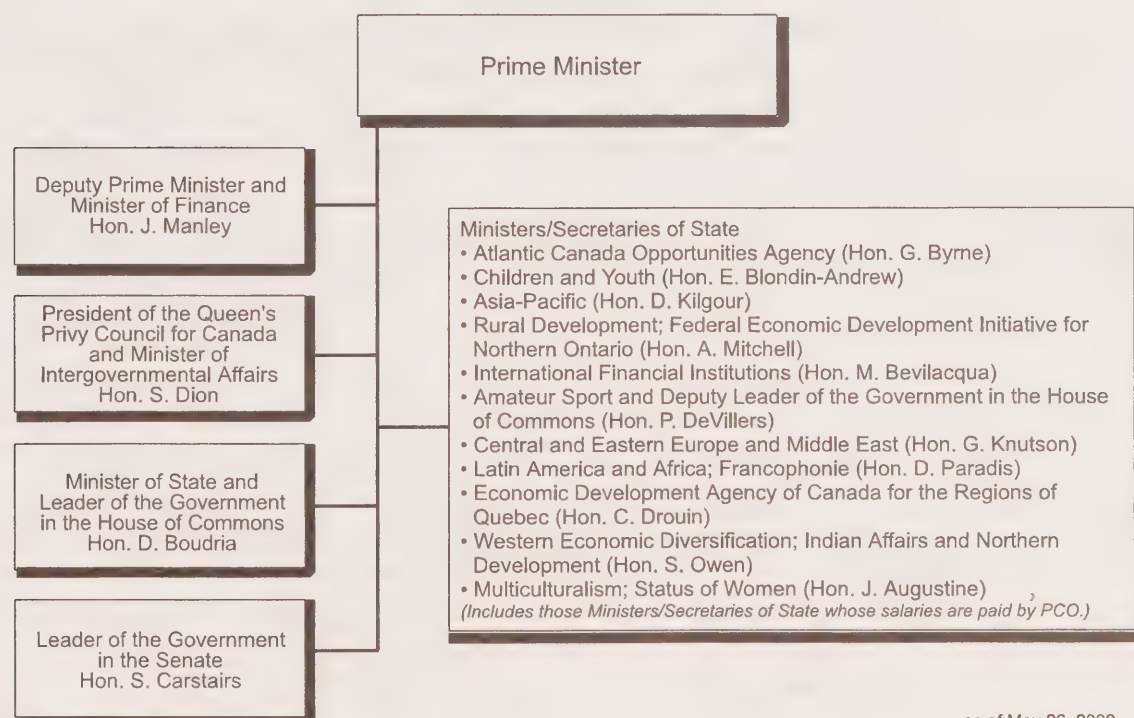 Prime Minister
Deputy Prime Minister and
Minister of Finance
Hon. J. Manley
President of the Queen's
Privy Council for Canada
and Minister of
Intergovernmental Affairs
Hon. S. Dion
Minister of State and
Leader of the Government
in the House of Commons
Hon. D. Boudria
Leader of the Government
in the Senate
Hon. S. Carstairs
Ministers/Secretaries of State
• Atlantic Canada Opportunities Agency (Hon. G. Byrne)
• Children and Youth (Hon. E. Blondin-Andrew)
• Asia-Pacific (Hon. D. Kilgour)
• Rural Development; Federal Economic Development Initiative for
Northern Ontario (Hon. A. Mitchell)
• International Financial Institutions (Hon. M. Bevilacqua)
• Amateur Sport and Deputy Leader of the Government in the House
of Commons (Hon. P. DeVillers)
• Central and Eastern Europe and Middle East (Hon. G. Knutson)
• Latin America and Africa; Francophonie (Hon. D. Paradis)
• Economic Development Agency of Canada for the Regions of
Quebec (Hon. C. Drouin)
• Western Economic Diversification; Indian Affairs and Northern
Development (Hon. S. Owen)
• Multiculturalism; Status of Women (Hon. J. Augustine)
(Includes those Ministers/Secretaries of State whose salaries are paid by PCO.)
as of May 26,